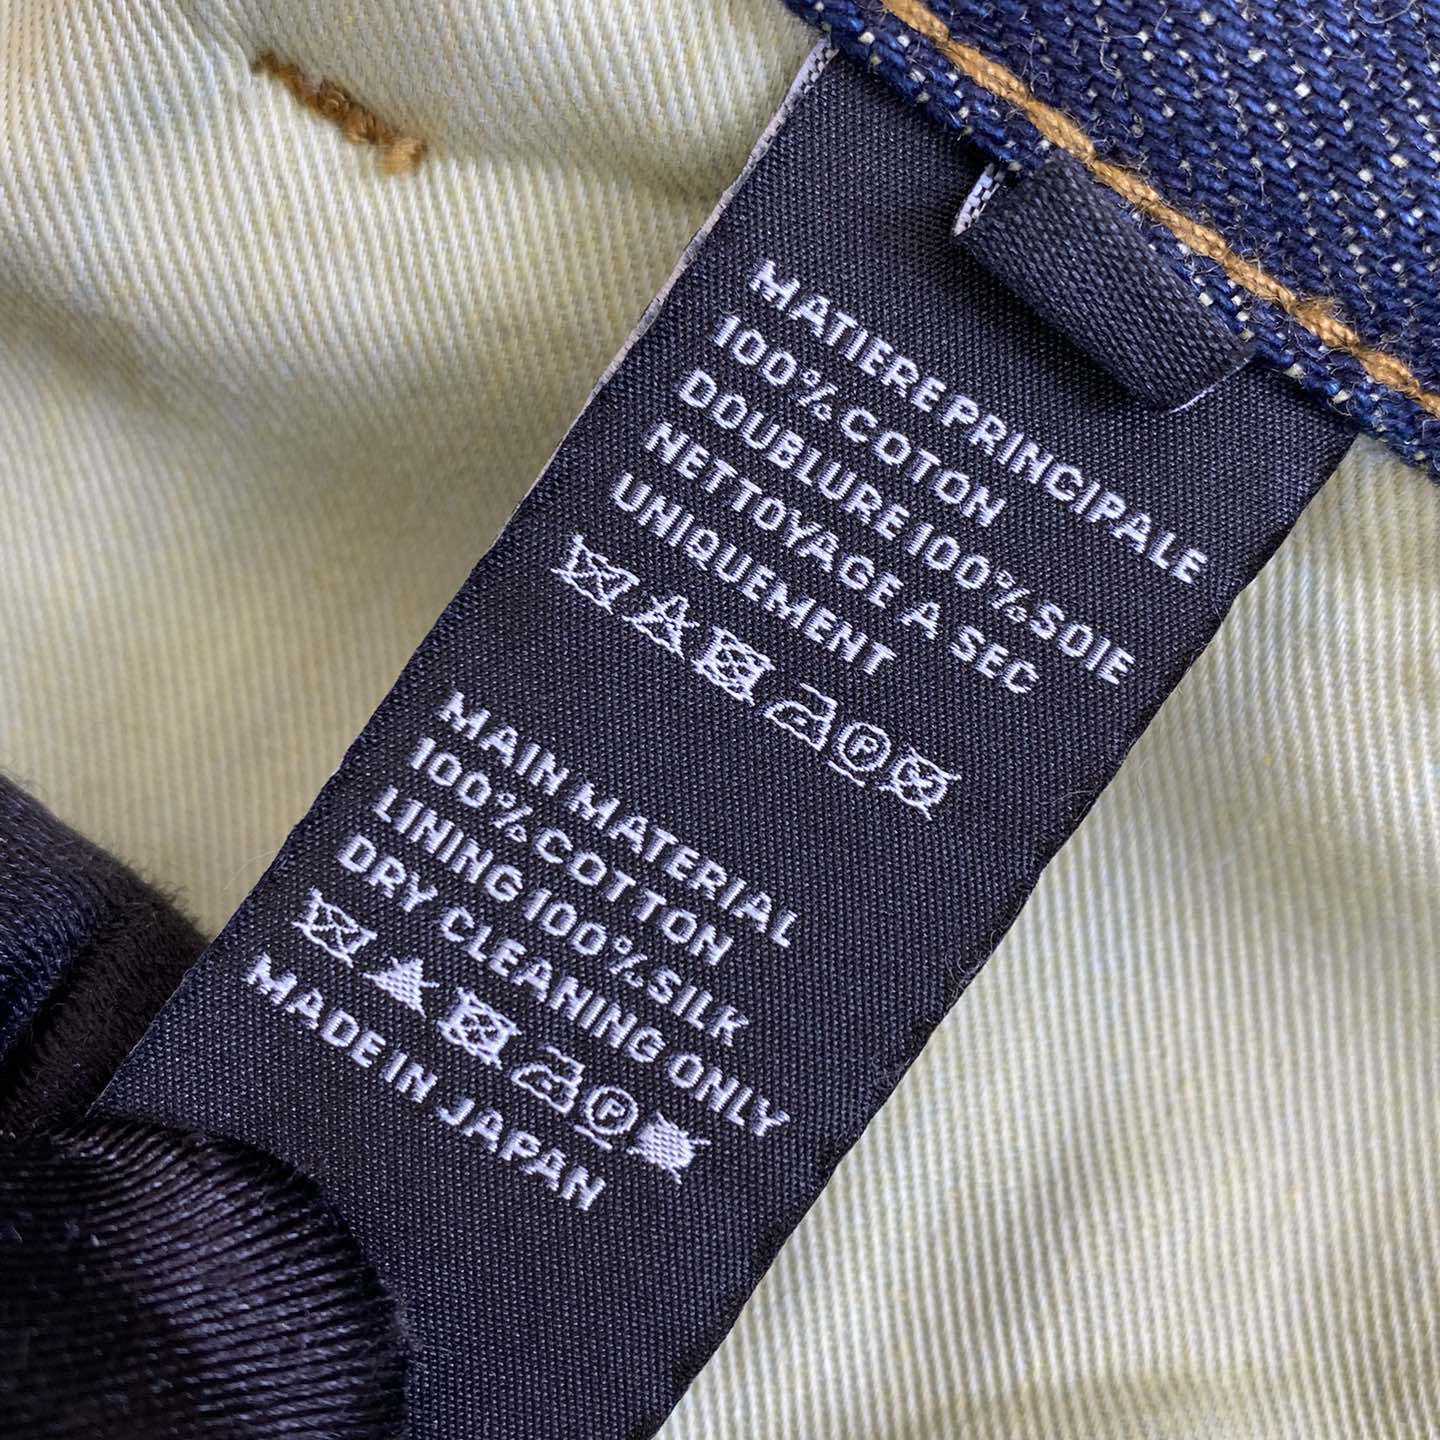 MATIERE PRINCIPALE
100% COTON
DOUBLURE 100% SOIE
NETTOYAGE A SEC
UNIQUEMENT
P
MAIN MATERIAL
100% COTTON
LINING 100% SILK
DRY CLEANING ONLY
P
MADE IN JAPAN